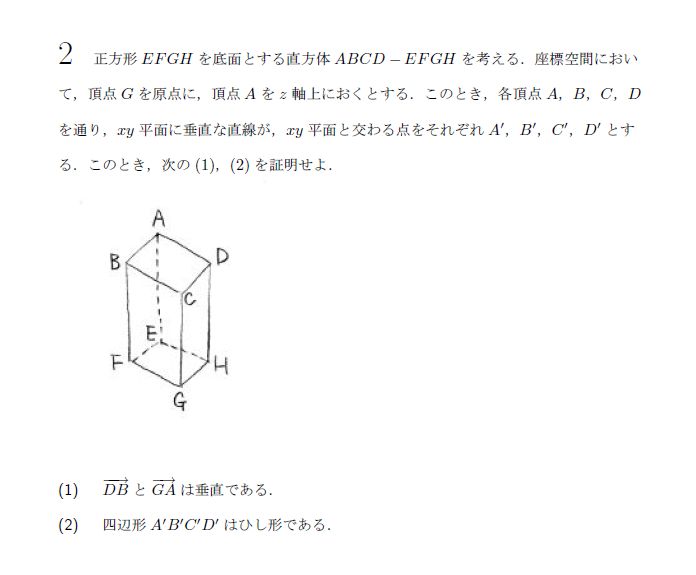 2 正方形 EFGH を底面とする直方体 ABCD − EFGH を考える．座標空間におい
て，頂点 G を原点に，頂点 A を z 軸上におくとする．このとき，各頂点 A，B，C，D
を通り，xy 平面に垂直な直線が，xy 平面と交わる点をそれぞれ A′，B′，C′，D′ とす
る．このとき，次の (1)，(2) を証明せよ．
A
B
D
C
E
F
H
G
(1) $\overrightarrow{DB}$ と $\overrightarrow{GA}$ は垂直である．
(2) 四辺形 A′B′C′D′ はひし形である．